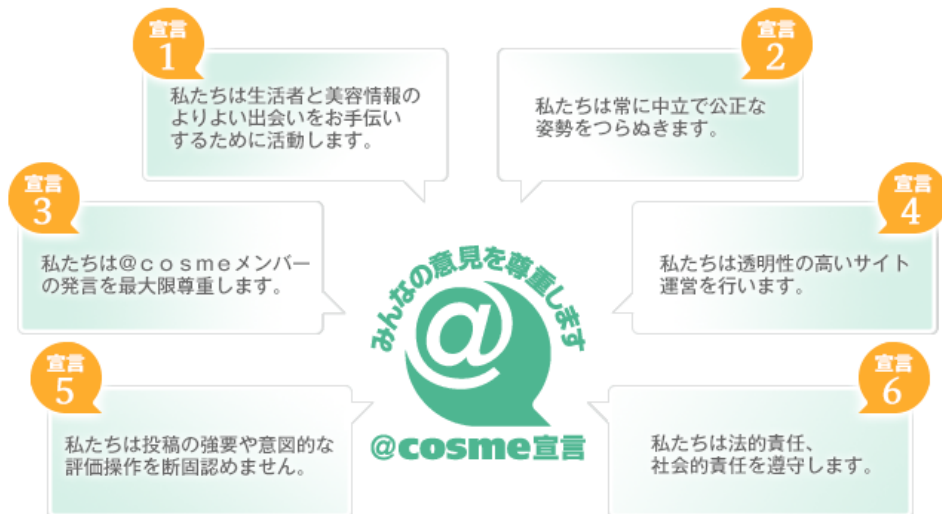 宣言
1
私たちは生活者と美容情報の
よりよい出会いをお手伝い
するために活動します。
宣言
2
私たちは常に中立で公正な
姿勢をつらぬきます。
宣言
3
私たちは@cosmeメンバー
の発言を最大限尊重します。
宣言
4
私たちは透明性の高いサイト
運営を行います。
みんなの意見を尊重します
@
@cosme宣言
宣言
5
私たちは投稿の強要や意図的な
評価操作を断固認めません。
宣言
6
私たちは法的責任、
社会的責任を遵守します。